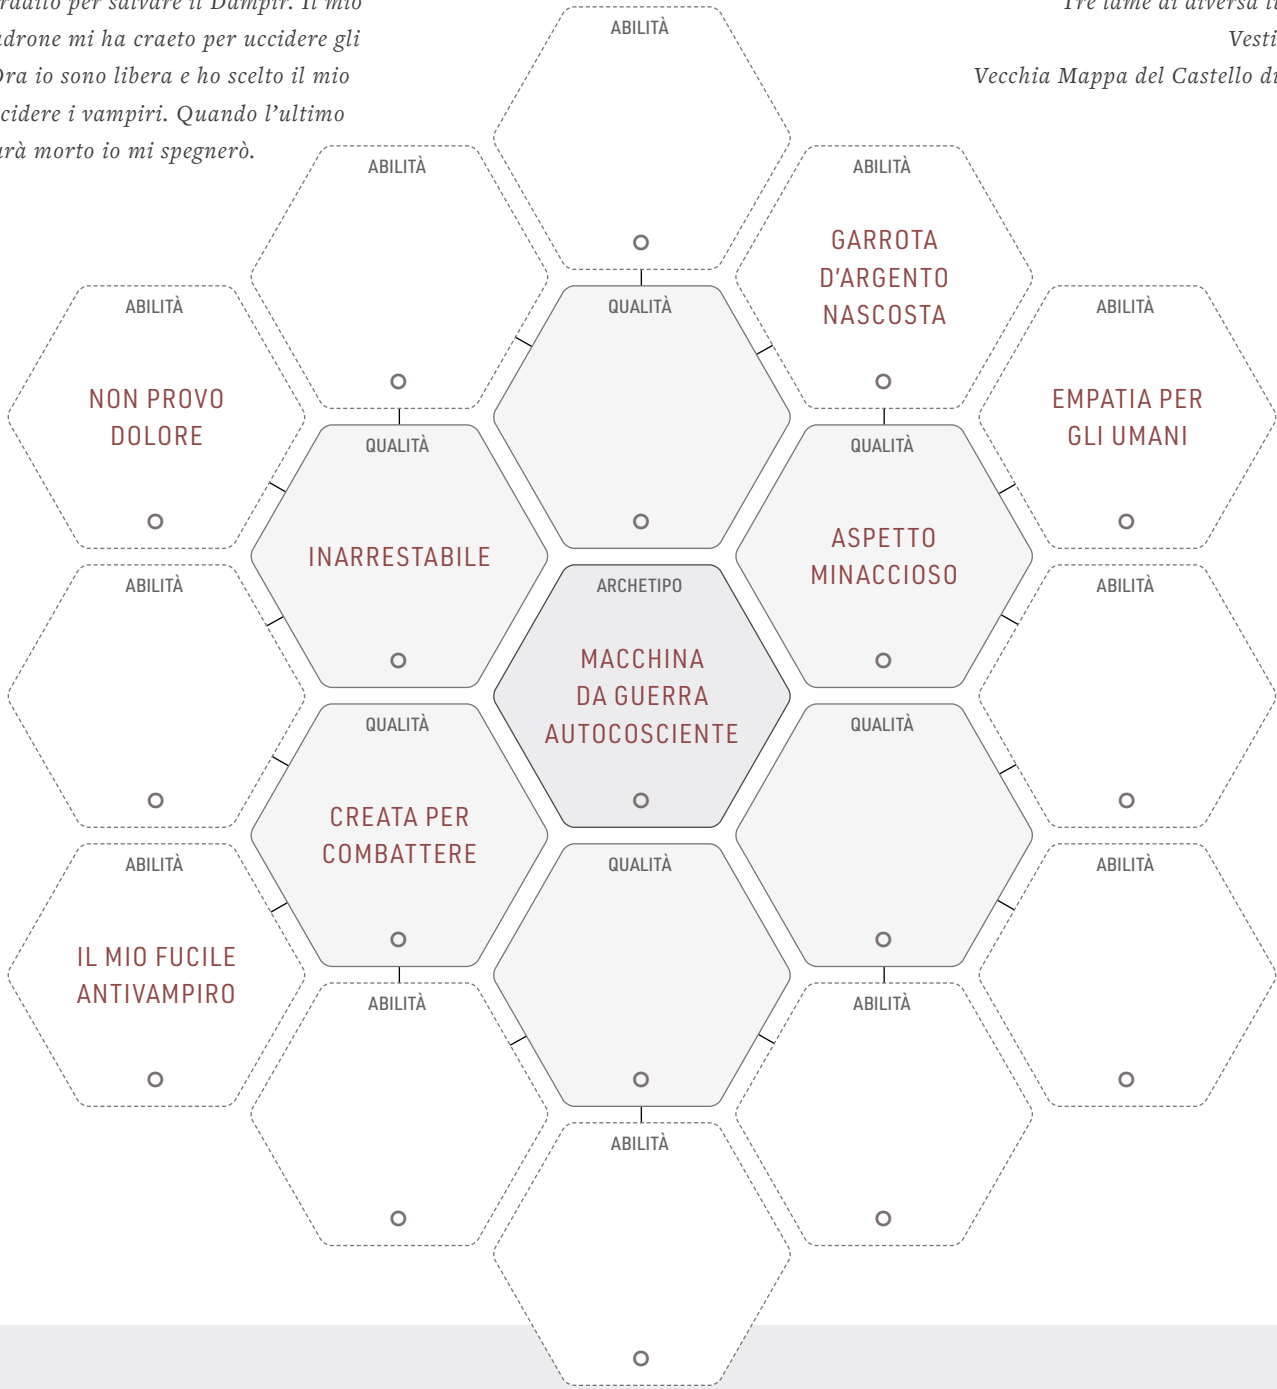 radito per salvare il Dampir. Il mio
drone mi ha craeto per uccidere gli
Ora io sono libera e ho scelto il mio
cidere i vampiri. Quando l'ultimo
rà morto io mi spegnerò.
Tre lame di diversa
Vesti
Vecchia Mappa del Castello di
ABILITÀ
ABILITÀ
ABILITÀ
GARROTA
D'ARGENTO
NASCOSTA
ABILITÀ
NON PROVO
DOLORE
QUALITÀ
ABILITÀ
EMPATIA PER
GLI UMANI
QUALITÀ
INARRESTABILE
QUALITÀ
ASPETTO
MINACCIOSO
ABILITÀ
ARCHETIPO
MACCHINA
DA GUERRA
AUTOCOSCIENTE
ABILITÀ
QUALITÀ
CREATA PER
COMBATTERE
QUALITÀ
ABILITÀ
IL MIO FUCILE
ANTIVAMPIRO
QUALITÀ
ABILITÀ
ABILITÀ
ABILITÀ
ABILITÀ